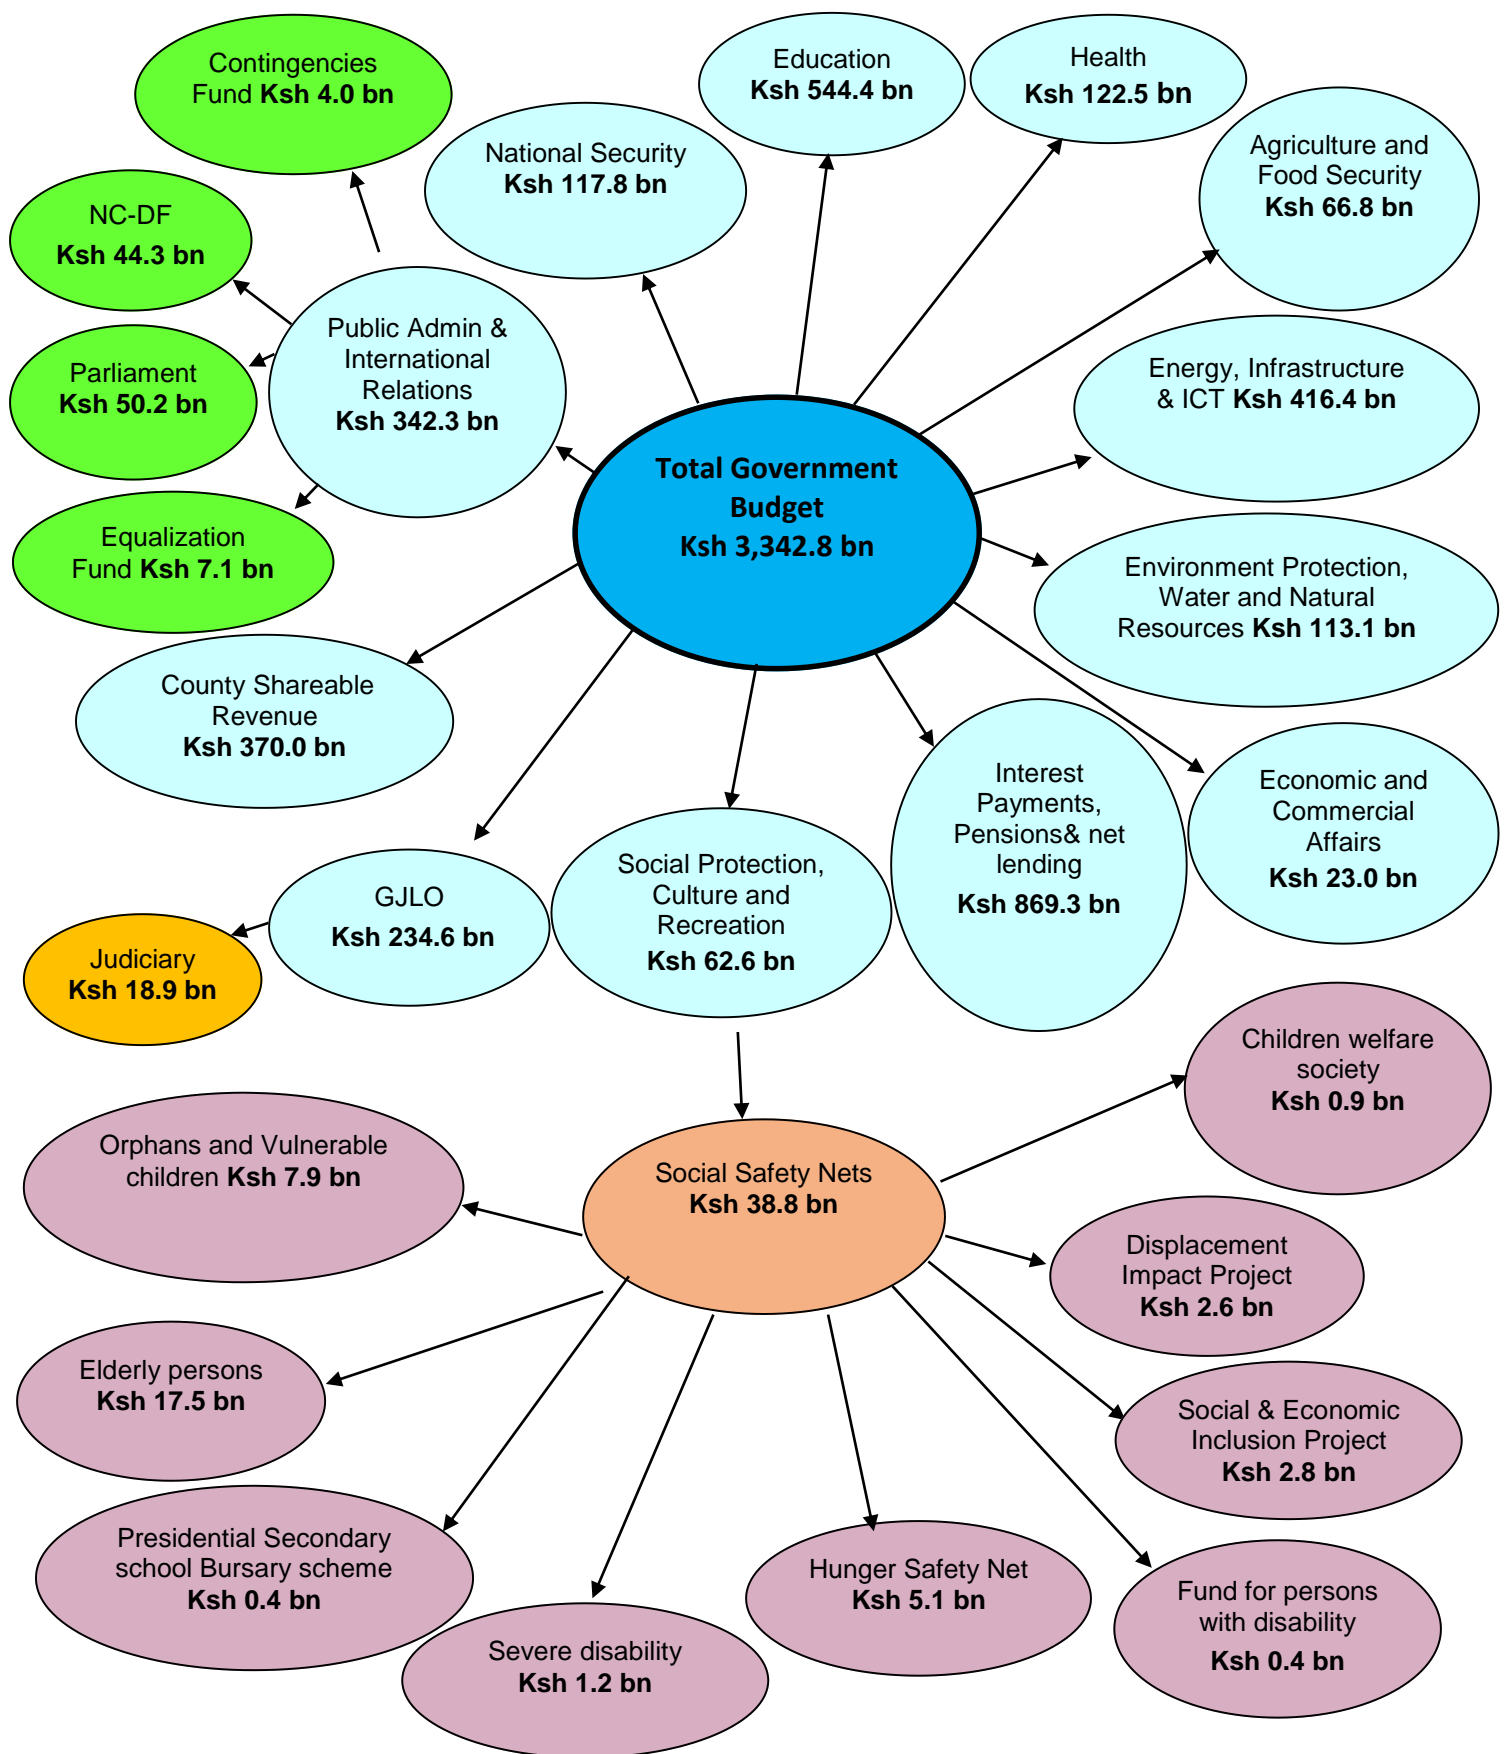 Contingencies
Fund Ksh 4.0 bn
Education
Ksh 544.4 bn
Health
Ksh 122.5 bn
National Security
Ksh 117.8 bn
Agriculture and
Food Security
Ksh 66.8 bn
NC-DF
Ksh 44.3 bn
Public Admin &
International
Relations
Ksh 342.3 bn
Parliament
Ksh 50.2 bn
Energy, Infrastructure
& ICT Ksh 416.4 bn
Total Government
Budget
Ksh 3,342.8 bn
Equalization
Fund Ksh 7.1 bn
Environment Protection,
Water and Natural
Resources Ksh 113.1 bn
County Shareable
Revenue
Ksh 370.0 bn
Interest
Payments,
Pensions& net
lending
Ksh 869.3 bn
Economic and
Commercial
Affairs
Ksh 23.0 bn
Social Protection,
Culture and
Recreation
Ksh 62.6 bn
GJLO
Ksh 234.6 bn
Judiciary
Ksh 18.9 bn
Children welfare
society
Ksh 0.9 bn
Orphans and Vulnerable
children Ksh 7.9 bn
Social Safety Nets
Ksh 38.8 bn
Displacement
Impact Project
Ksh 2.6 bn
Elderly persons
Ksh 17.5 bn
Social & Economic
Inclusion Project
Ksh 2.8 bn
Presidential Secondary
school Bursary scheme
Ksh 0.4 bn
Hunger Safety Net
Ksh 5.1 bn
Fund for persons
with disability
Ksh 0.4 bn
Severe disability
Ksh 1.2 bn